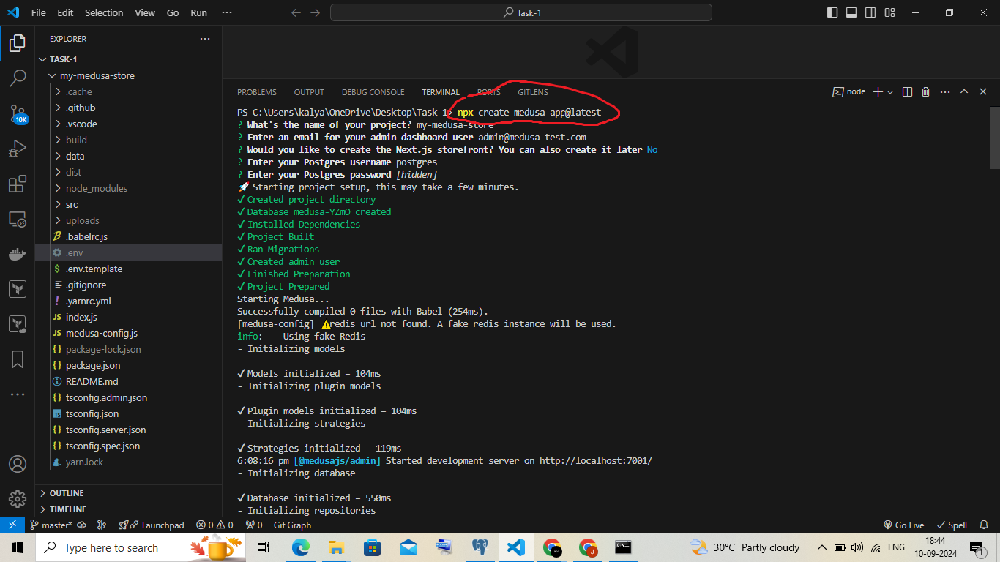 File Edit Selection View Go Run ···
Task-1
EXPLORER ···
TASK-1
my-medusa-store
.cache
.github
.vscode
build
data
dist
node_modules
src
uploads
.babelrc.js
.env
$ .env.template
.gitignore
! .yarnrc.yml
JS index.js
JS medusa-config.js
{} package-lock.json
{} package.json
README.md
{} tsconfig.admin.json
TS tsconfig.json
{} tsconfig.server.json
{} tsconfig.spec.json
yarn.lock
OUTLINE
TIMELINE
10K
PROBLEMS OUTPUT DEBUG CONSOLE TERMINAL PORTS GITLENS
node
PS C:\Users\kalya\OneDrive\Desktop\Task-1> npx create-medusa-app@latest
? What's the name of your project? my-medusa-store
? Enter an email for your admin dashboard user admin@medusa-test.com
? Would you like to create the Next.js storefront? You can also create it later No
? Enter your Postgres username postgres
? Enter your Postgres password [hidden]
🚀 Starting project setup, this may take a few minutes.
✓ Created project directory
✓ Database medusa-YZmO created
✓ Installed Dependencies
✓ Project Built
✓ Ran Migrations
✓ Created admin user
✓ Finished Preparation
✓ Project Prepared
Starting Medusa...
Successfully compiled 0 files with Babel (254ms).
[medusa-config] ⚠️redis_url not found. A fake redis instance will be used.
info: Using fake Redis
- Initializing models
✓ Models initialized – 104ms
- Initializing plugin models
✓ Plugin models initialized – 104ms
- Initializing strategies
✓ Strategies initialized – 119ms
6:08:16 pm [@medusajs/admin] Started development server on http://localhost:7001/
- Initializing database
✓ Database initialized – 550ms
- Initializing repositories
master* Launchpad 0 0 0 Git Graph Go Live Spell
Type here to search 30°C Partly cloudy ENG 18:44
10-09-2024 1